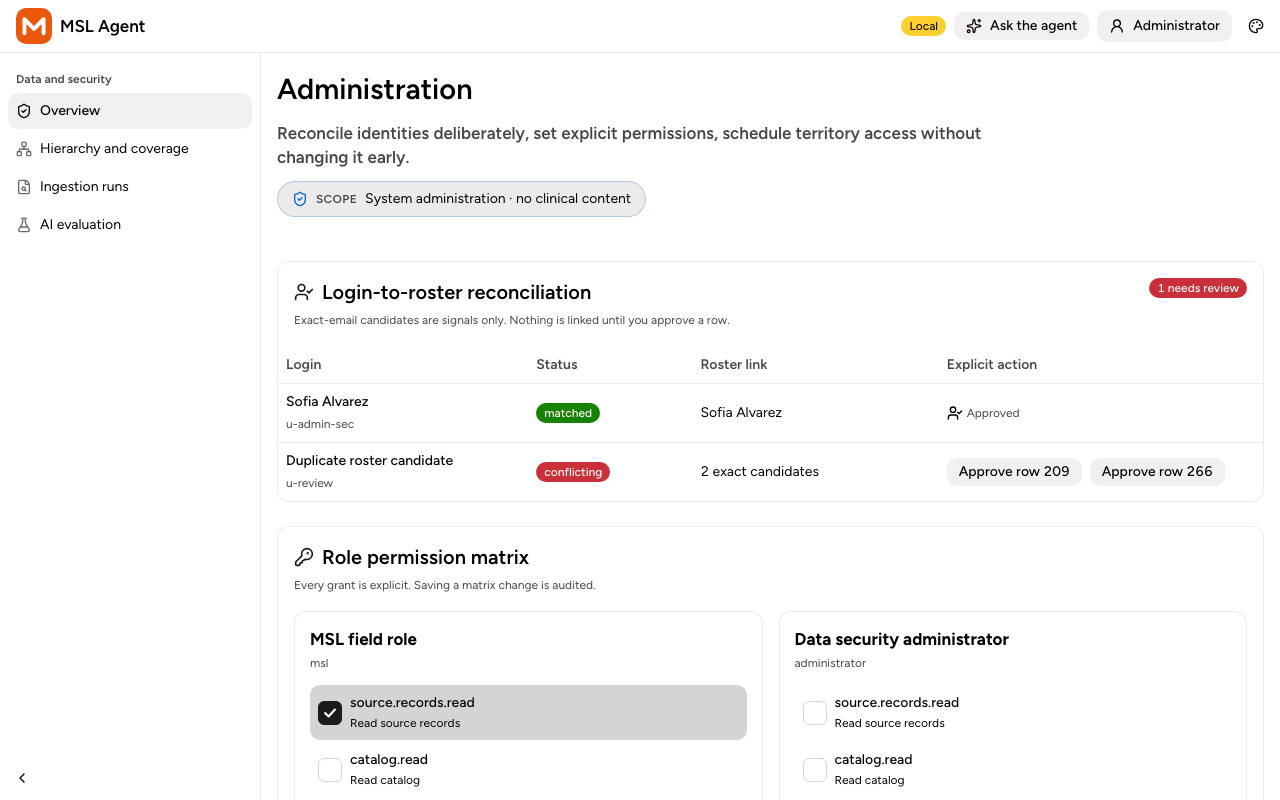 MSL Agent
Local
Ask the agent
Administrator
Data and security
Overview
Hierarchy and coverage
Ingestion runs
AI evaluation
Administration
Reconcile identities deliberately, set explicit permissions, schedule territory access without
changing it early.
SCOPE System administration · no clinical content
Login-to-roster reconciliation
1 needs review
Exact-email candidates are signals only. Nothing is linked until you approve a row.
Login Status Roster link Explicit action
Sofia Alvarez
u-admin-sec
matched
Sofia Alvarez
Approved
Duplicate roster candidate
u-review
conflicting
2 exact candidates
Approve row 209
Approve row 266
Role permission matrix
Every grant is explicit. Saving a matrix change is audited.
MSL field role
msl
source.records.read
Read source records
catalog.read
Read catalog
Data security administrator
administrator
source.records.read
Read source records
catalog.read
Read catalog